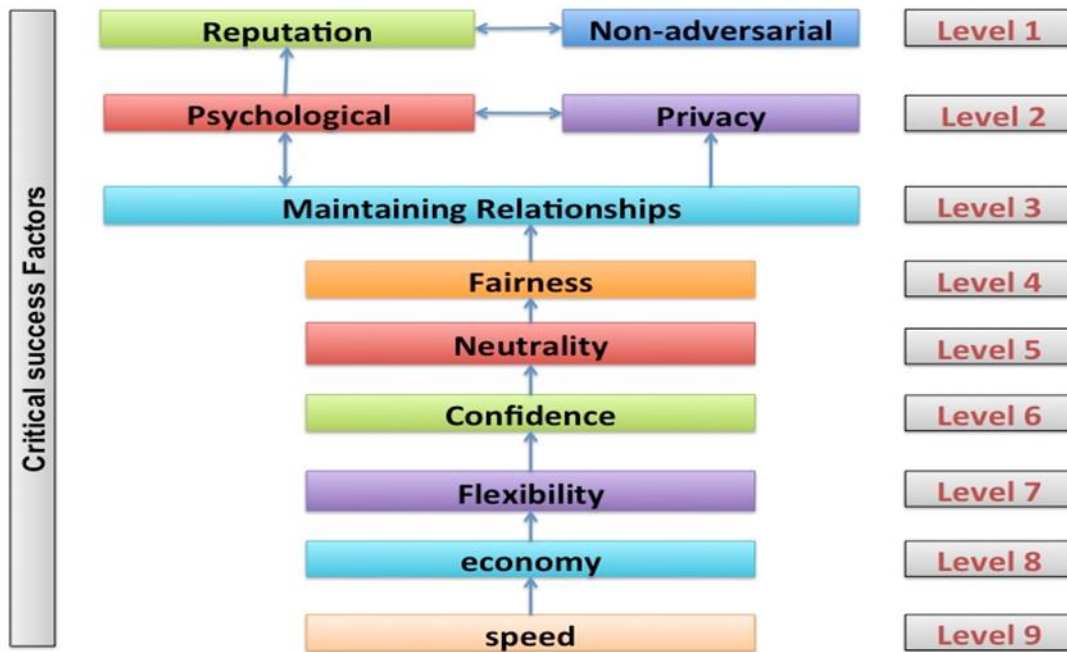 Critical success Factors
Reputation
Non-adversarial
Level 1
Psychological
Privacy
Level 2
Maintaining Relationships
Level 3
Fairness
Level 4
Neutrality
Level 5
Confidence
Level 6
Flexibility
Level 7
economy
Level 8
speed
Level 9